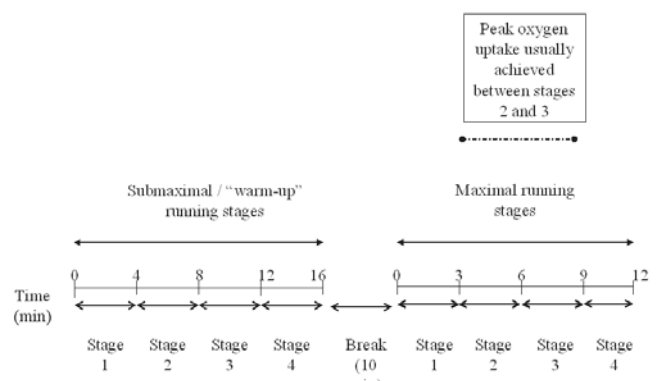 Peak oxygen
uptake usually
achieved
between stages
2 and 3
Submaximal / “warm-up”
running stages
Maximal running
stages
0 4 8 12 16
0 3 6 9 12
Time
(min)
Stage
1
Stage
2
Stage
3
Stage
4
Break
(10
Stage
1
Stage
2
Stage
3
Stage
4